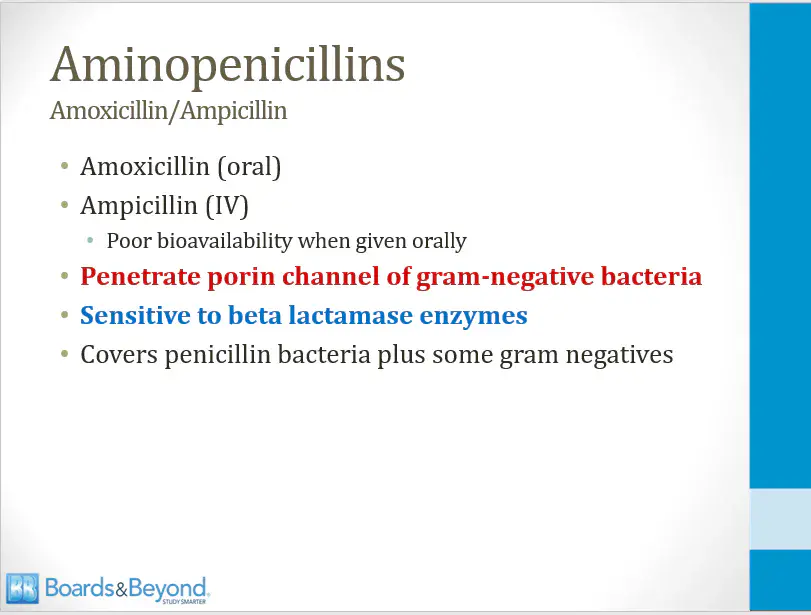 Aminopenicillins
Amoxicillin/Ampicillin
• Amoxicillin (oral)
• Ampicillin (IV)
• Poor bioavailability when given orally
• Penetrate porin channel of gram-negative bacteria
• Sensitive to beta lactamase enzymes
• Covers penicillin bacteria plus some gram negatives
BB Boards&Beyond.
STUDY SMARTER